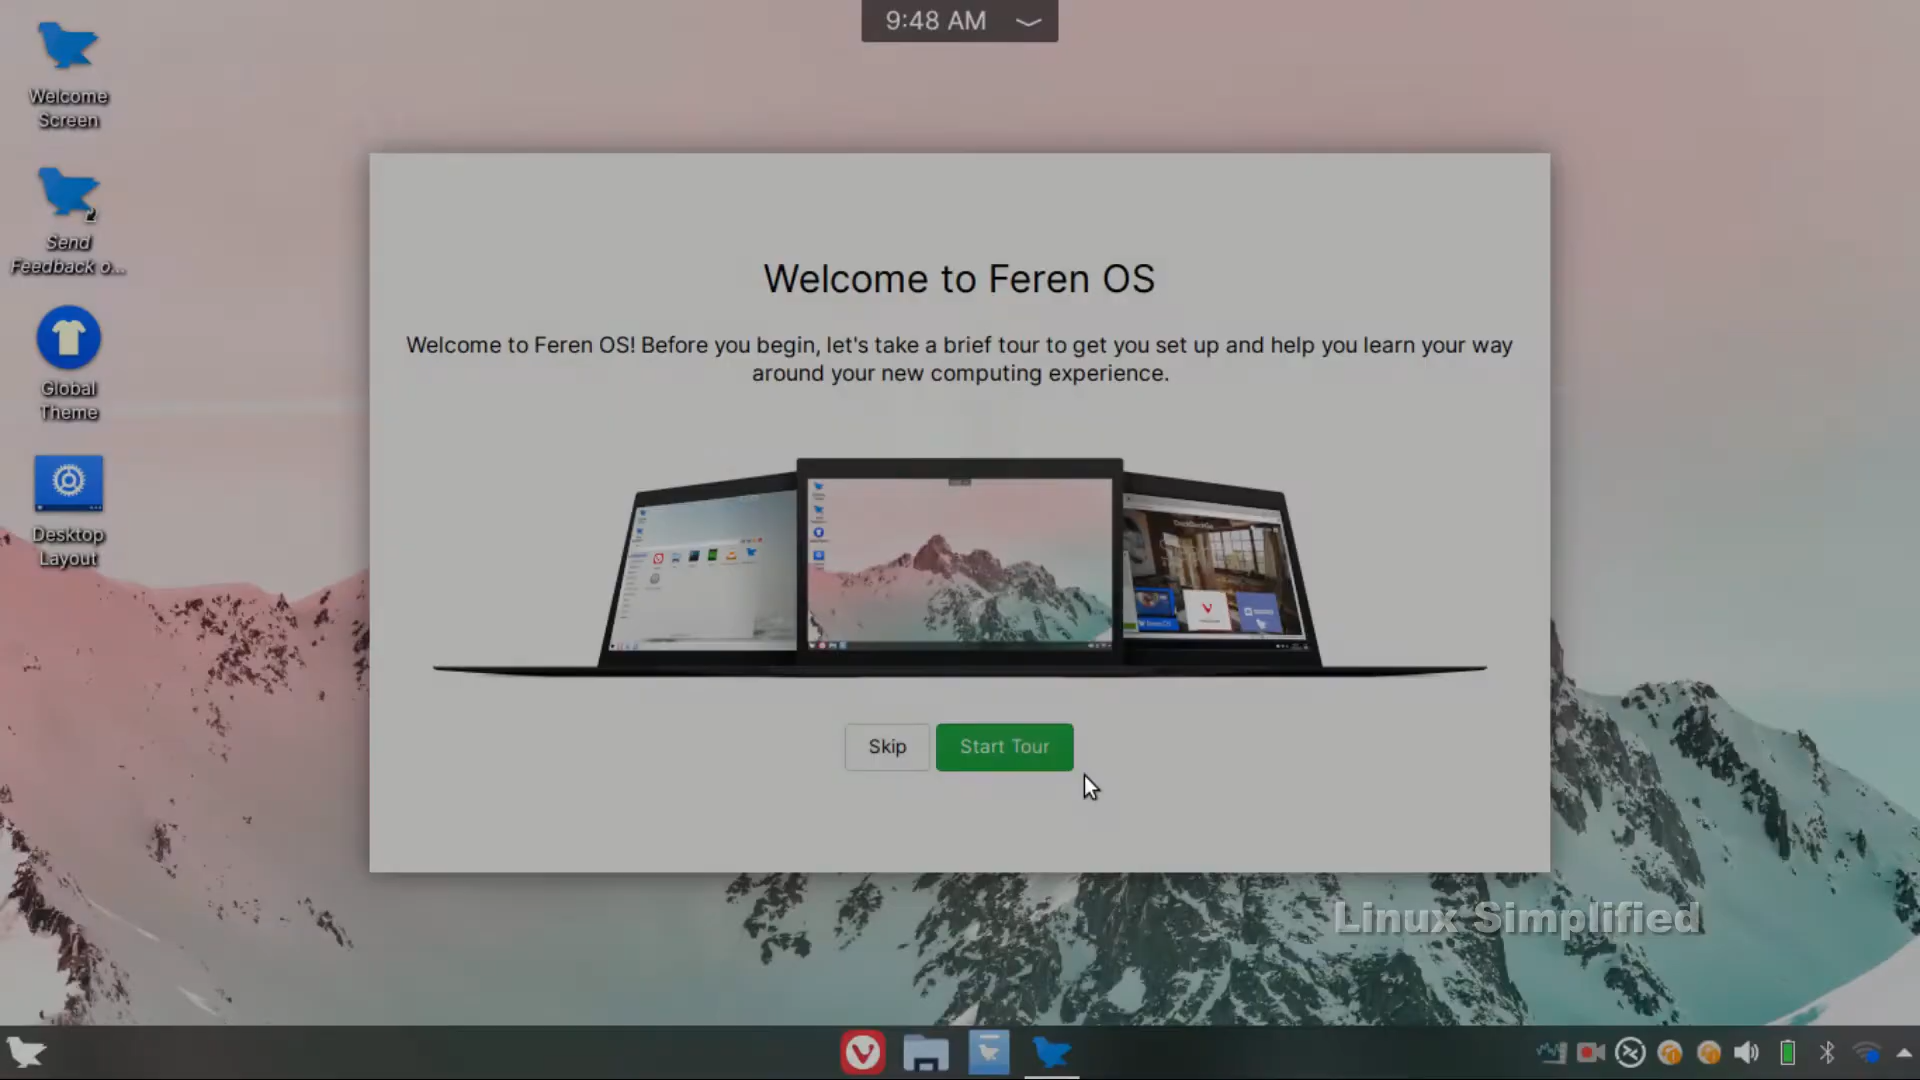 9:48 AM
Welcome
Screen
Send
Feedback o...
Global
Theme
Desktop
Layout
Welcome to Feren OS
Welcome to Feren OS! Before you begin, let's take a brief tour to get you set up and help you learn your way
around your new computing experience.
Skip
Start Tour
Linux Simplified